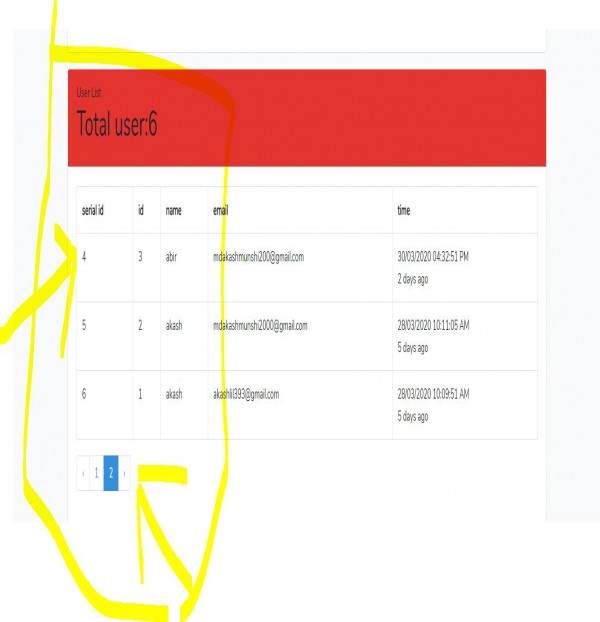 User List
Total user:6
serial id id name email time
4 3 abir mdakashmunshi200@gmail.com 30/03/2020 04:32:51 PM
2 days ago
5 2 akash mdakashmunshi2000@gmail.com 28/03/2020 10:11:05 AM
5 days ago
6 1 akash akashlil393@gmail.com 28/03/2020 10:09:51 AM
5 days ago
‹ 1 2 ›